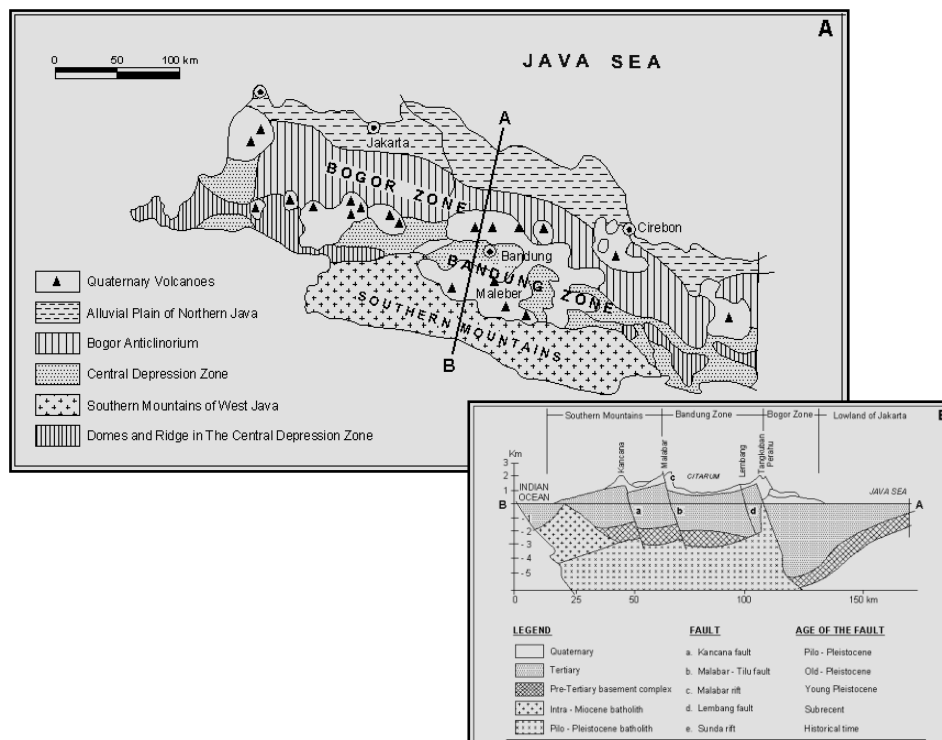 A
JAVA SEA
0 50 100 km
A
Jakarta
BOGOR ZONE
Cirebon
Bandung
BANDUNG ZONE
Maleber
SOUTHERN MOUNTAINS
B
Quaternary Volcanoes
Alluvial Plain of Northern Java
Bogor Anticlinorium
Central Depression Zone
Southern Mountains of West Java
Domes and Ridge in The Central Depression Zone
Southern Mountains Bandung Zone Bogor Zone Lowland of Jakarta
Km
Kancana
Malabar
Lembang
Tangkuban
Perahu
3
2
1
c
CITARUM
INDIAN
OCEAN
JAVA SEA
B
A
a b d
- 1
- 2
- 3
- 4
- 5
0 25 50 100 150 km
LEGEND FAULT AGE OF THE FAULT
Quaternary a. Kancana fault Pilo - Pleistocene
Tertiary b. Malabar - Tilu fault Old - Pleistocene
Pre-Tertiary basement complex c. Malabar rift Young Pleistocene
Intra - Miocene batholith d. Lembang fault Subrecent
Pilo - Pleistocene batholith e. Sunda rift Historical time